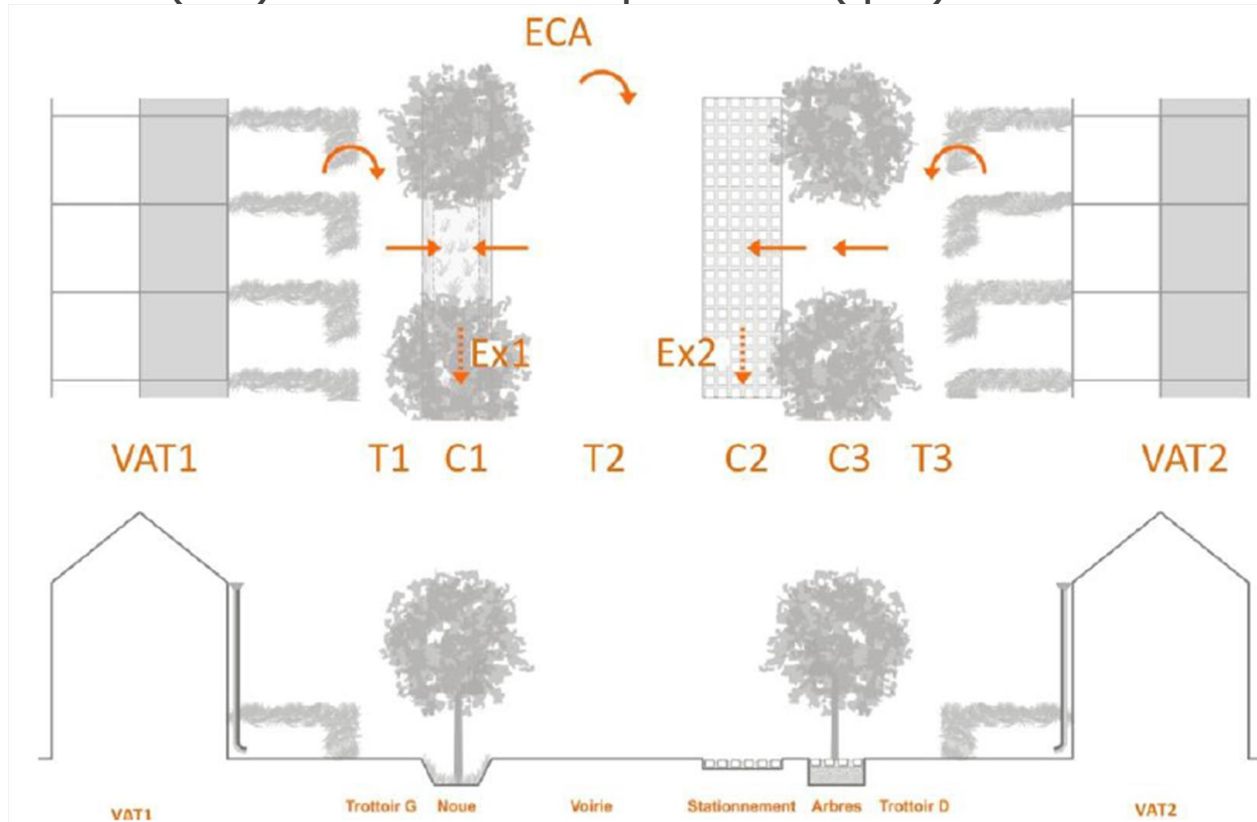 ECA
Ex1 Ex2
VAT1 T1 C1 T2 C2 C3 T3 VAT2
Trottoir G Noue Voirie Stationnement Arbres Trottoir D
VAT1 VAT2